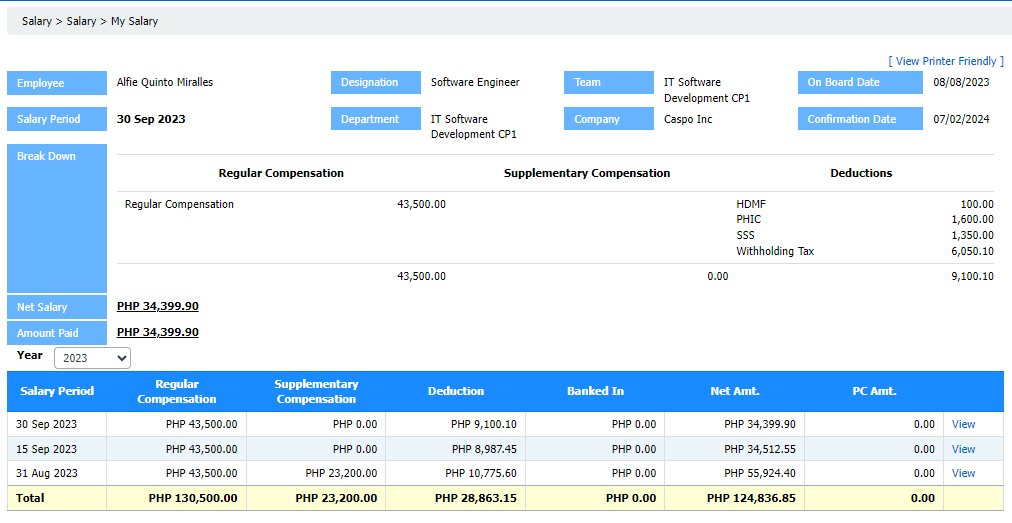 Salary > Salary > My Salary
[ View Printer Friendly ]
Employee Alfie Quinto Miralles Designation Software Engineer Team IT Software Development CP1 On Board Date 08/08/2023
Salary Period 30 Sep 2023 Department IT Software Development CP1 Company Caspo Inc Confirmation Date 07/02/2024
Break Down
Regular Compensation Supplementary Compensation Deductions
Regular Compensation 43,500.00 HDMF 100.00
PHIC 1,600.00
SSS 1,350.00
Withholding Tax 6,050.10
43,500.00 0.00 9,100.10
Net Salary PHP 34,399.90
Amount Paid PHP 34,399.90
Year 2023
Salary Period Regular Compensation Supplementary Compensation Deduction Banked In Net Amt. PC Amt.
30 Sep 2023 PHP 43,500.00 PHP 0.00 PHP 9,100.10 PHP 0.00 PHP 34,399.90 0.00 View
15 Sep 2023 PHP 43,500.00 PHP 0.00 PHP 8,987.45 PHP 0.00 PHP 34,512.55 0.00 View
31 Aug 2023 PHP 43,500.00 PHP 23,200.00 PHP 10,775.60 PHP 0.00 PHP 55,924.40 0.00 View
Total PHP 130,500.00 PHP 23,200.00 PHP 28,863.15 PHP 0.00 PHP 124,836.85 0.00